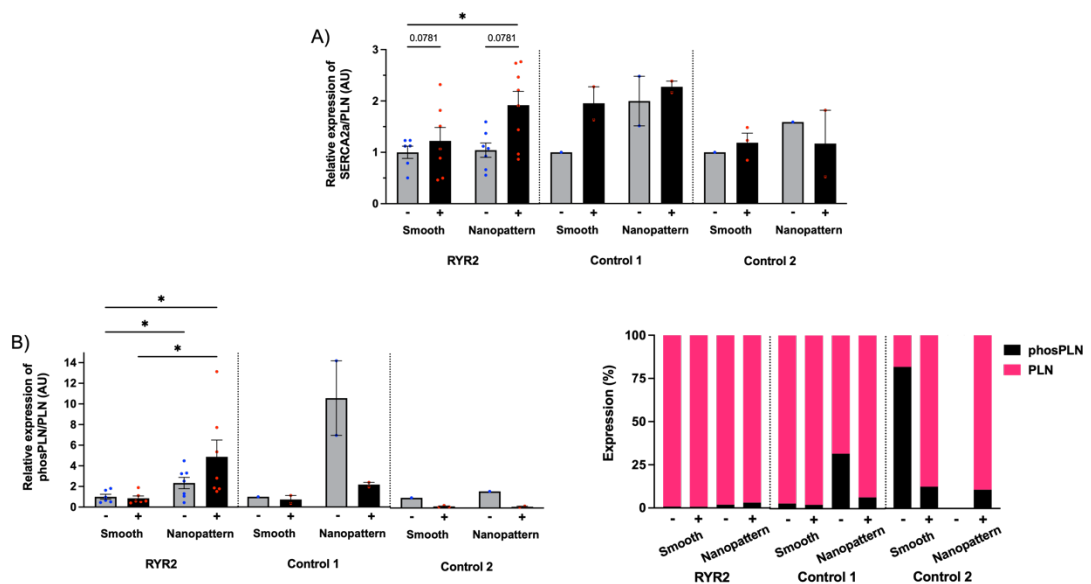 A)
*
0.0781 0.0781
Relative expression of
SERCA2a/PLN (AU)
3
2
1
0
- + - + - + - + - + - +
Smooth Nanopattern Smooth Nanopattern Smooth Nanopattern
RYR2 Control 1 Control 2
B)
*
*
*
Relative expression of
phosPLN/PLN (AU)
14
12
10
8
6
4
2
0
- + - + - + - + - + - +
Smooth Nanopattern Smooth Nanopattern Smooth Nanopattern
RYR2 Control 1 Control 2
Expression (%)
100
75
50
25
0
phosPLN
PLN
- + - + - + - + - + - +
Smooth Nanopattern Smooth Nanopattern Smooth Nanopattern
RYR2 Control 1 Control 2